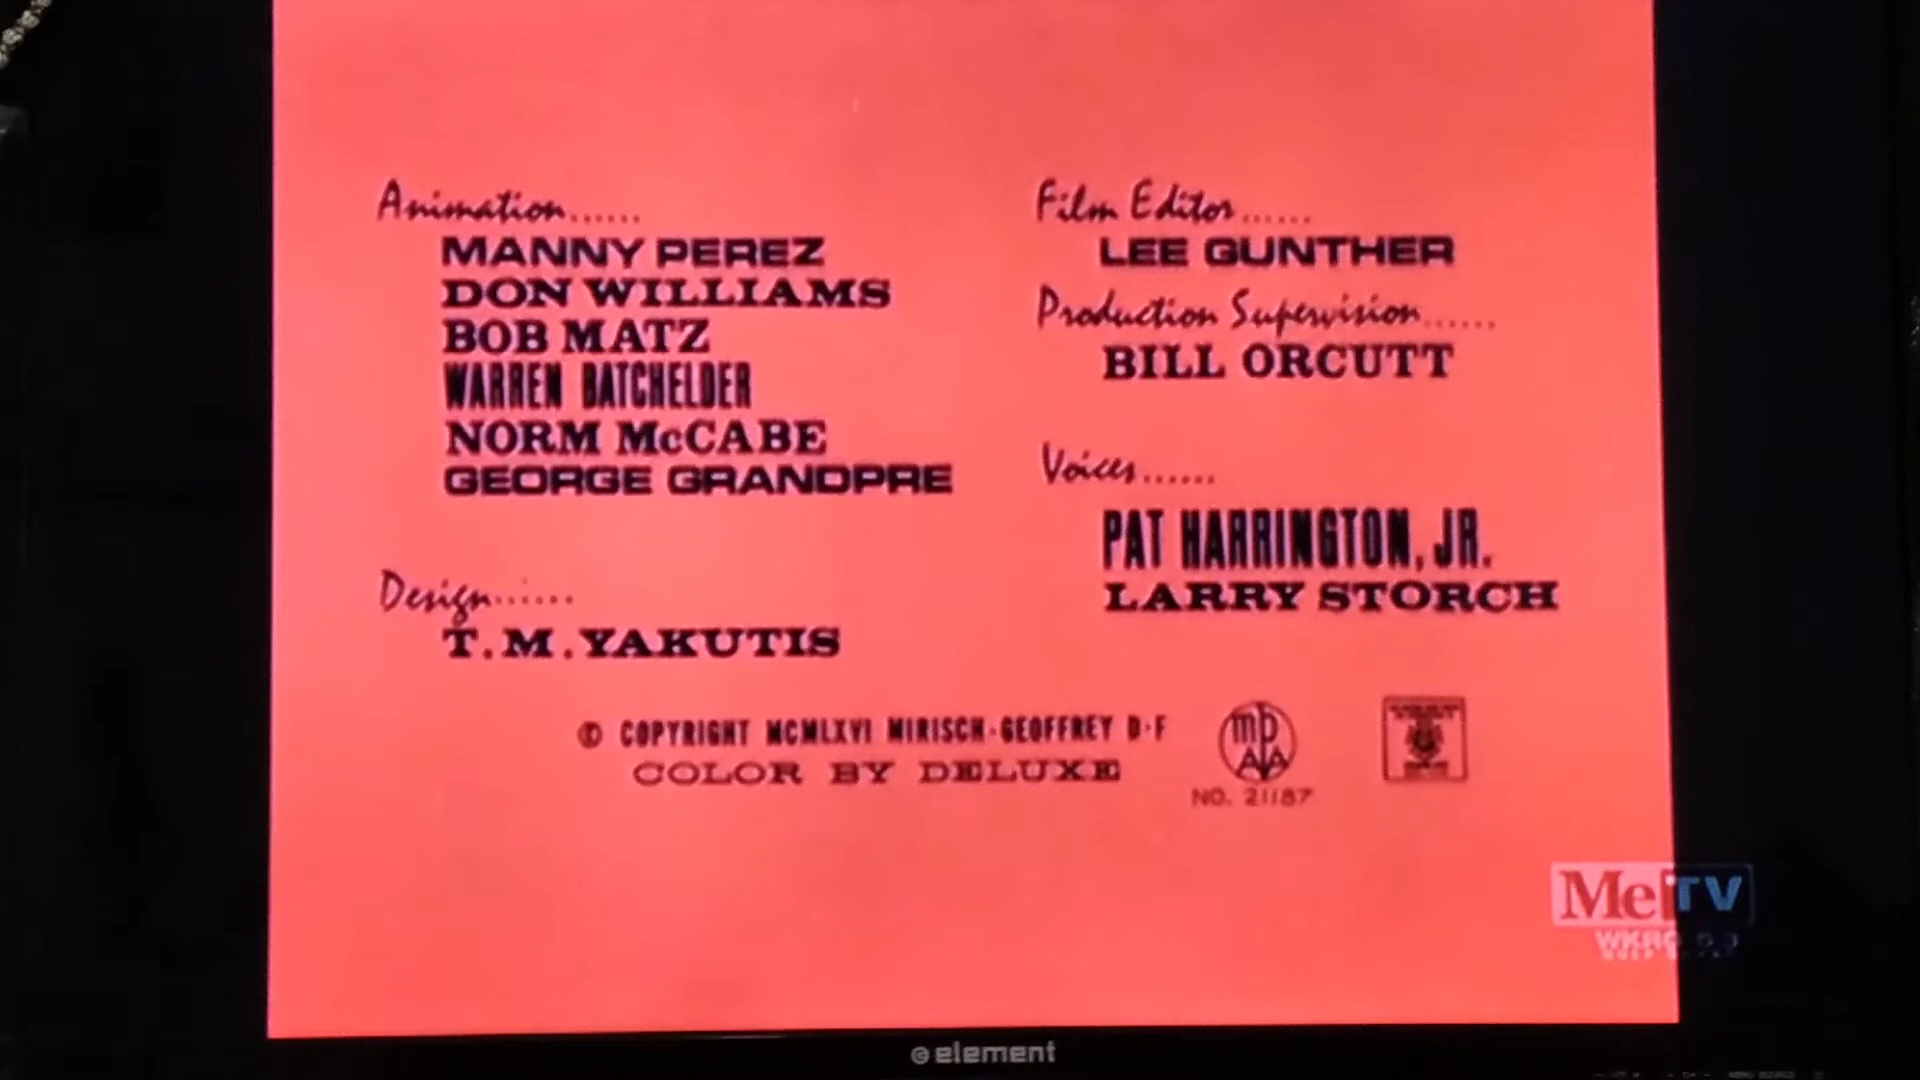 Animation......
MANNY PEREZ
DON WILLIAMS
BOB MATZ
WARREN BATCHELDER
NORM McCABE
GEORGE GRANDPRE
Design......
T. M. YAKUTIS
Film Editor......
LEE GUNTHER
Production Supervision......
BILL ORCUTT
Voices......
PAT HARRINGTON, JR.
LARRY STORCH
© COPYRIGHT MCMLXVI MIRISCH-GEOFFREY D-F
COLOR BY DELUXE
MPAA
NO. 21187
MeTV
element